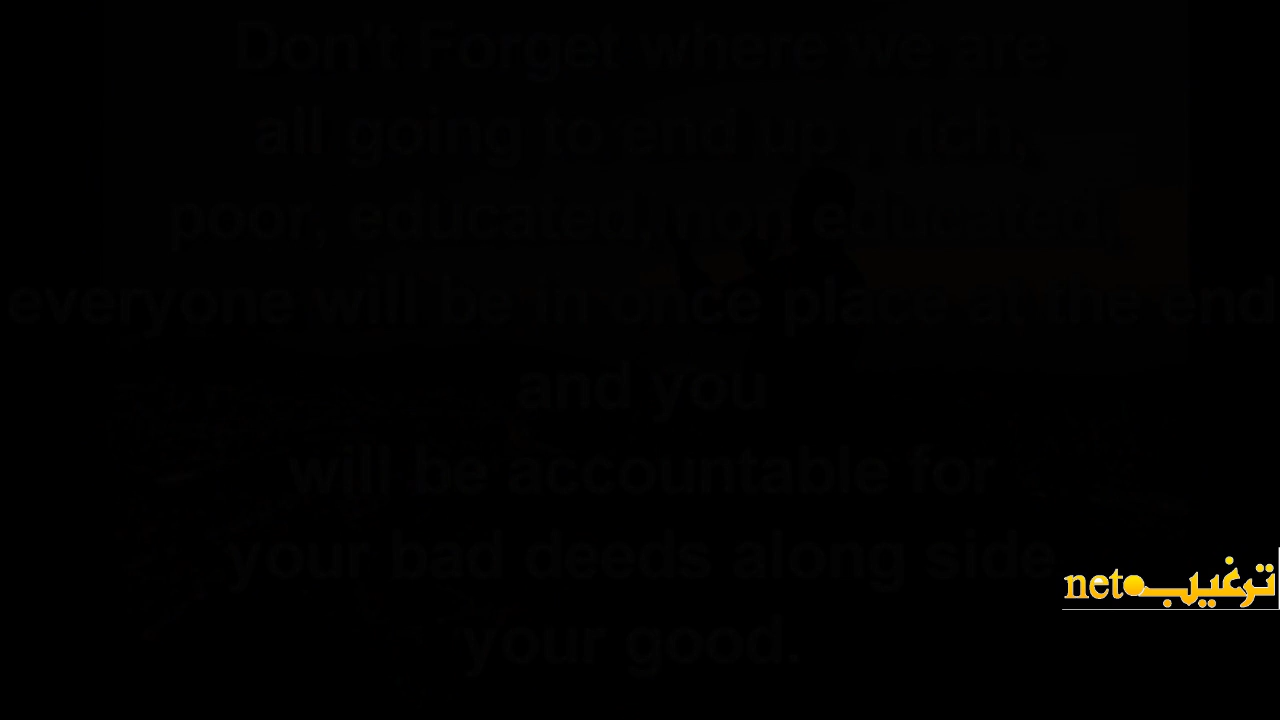 Don't Forget where we are
all going to end up , rich,
poor, educated, non educated,
everyone will be in once place at the end
and you
will be accountable for
your bad deeds along side
your good.
ترغیب.net